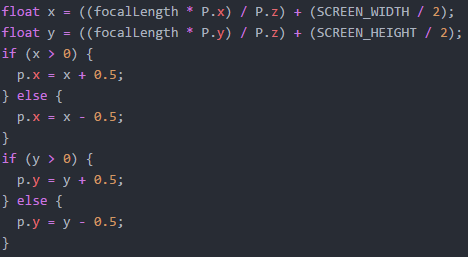 float x = ((focalLength * P.x) / P.z) + (SCREEN_WIDTH / 2);
float y = ((focalLength * P.y) / P.z) + (SCREEN_HEIGHT / 2);
if (x > 0) {
  p.x = x + 0.5;
} else {
  p.x = x - 0.5;
}
if (y > 0) {
  p.y = y + 0.5;
} else {
  p.y = y - 0.5;
}